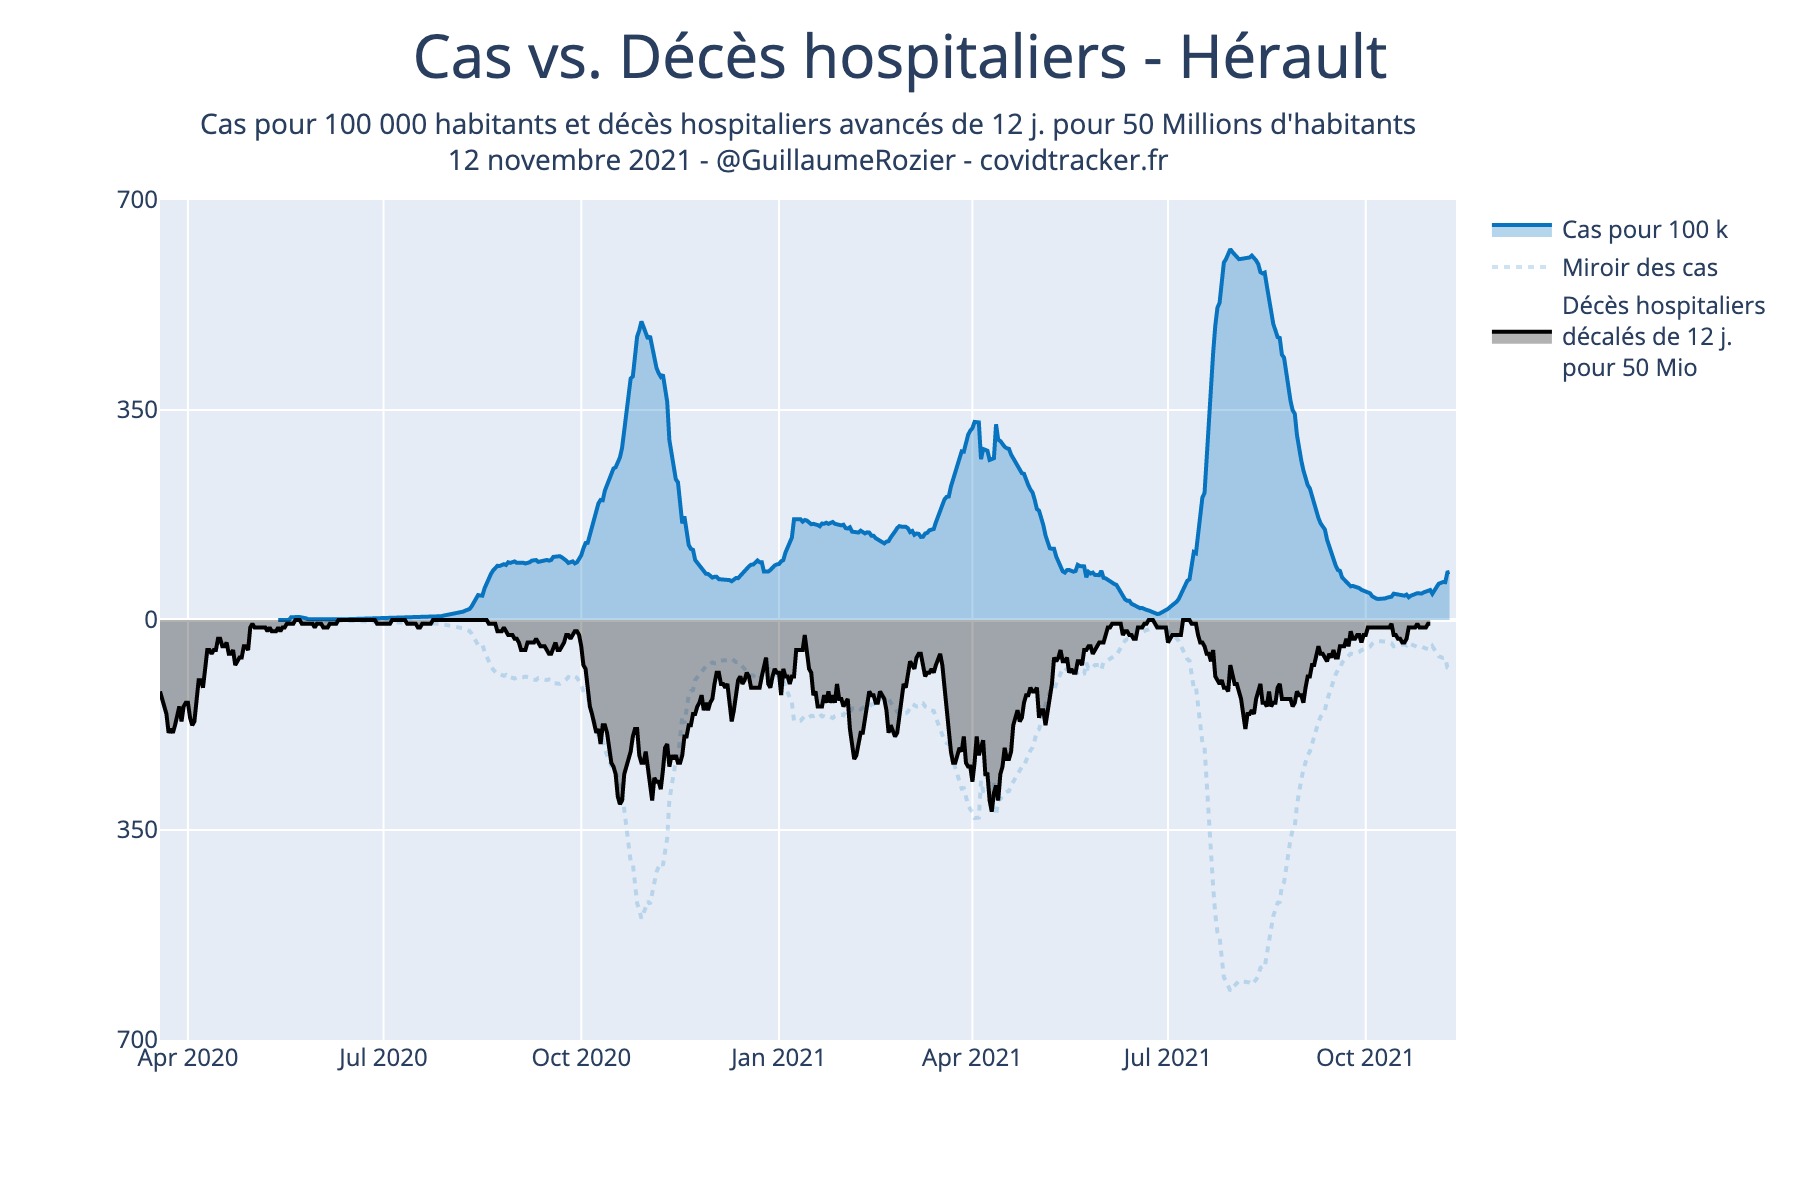 Cas vs. Décès hospitaliers - Hérault
Cas pour 100 000 habitants et décès hospitaliers avancés de 12 j. pour 50 Millions d'habitants
12 novembre 2021 - @GuillaumeRozier - covidtracker.fr
700
350
0
350
700
Apr 2020
Jul 2020
Oct 2020
Jan 2021
Apr 2021
Jul 2021
Oct 2021
Cas pour 100 k
Miroir des cas
Décès hospitaliers
décalés de 12 j.
pour 50 Mio